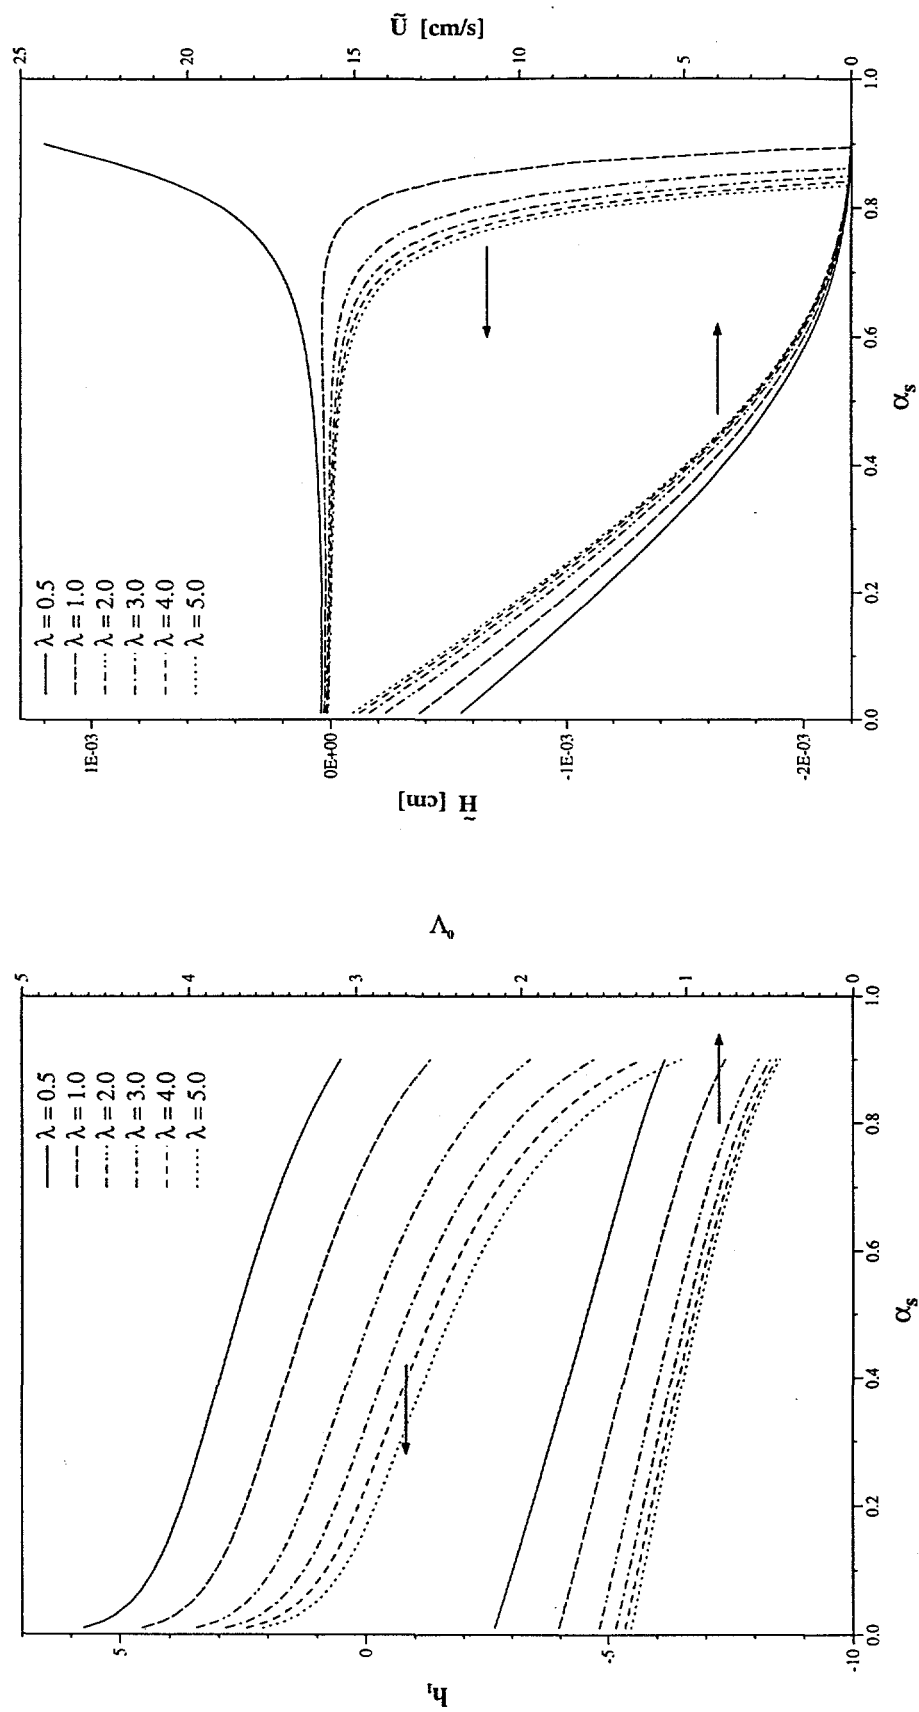 h₁
5
0
-5
-10
λ = 0.5
λ = 1.0
λ = 2.0
λ = 3.0
λ = 4.0
λ = 5.0
V₀
5
4
3
2
1
0
0.0 0.2 0.4 0.6 0.8 1.0
αₛ
H̃ [cm]
1E-03
0E+00
-1E-03
-2E-03
λ = 0.5
λ = 1.0
λ = 2.0
λ = 3.0
λ = 4.0
λ = 5.0
Ũ [cm/s]
25
20
15
10
5
0
0.0 0.2 0.4 0.6 0.8 1.0
αₛ